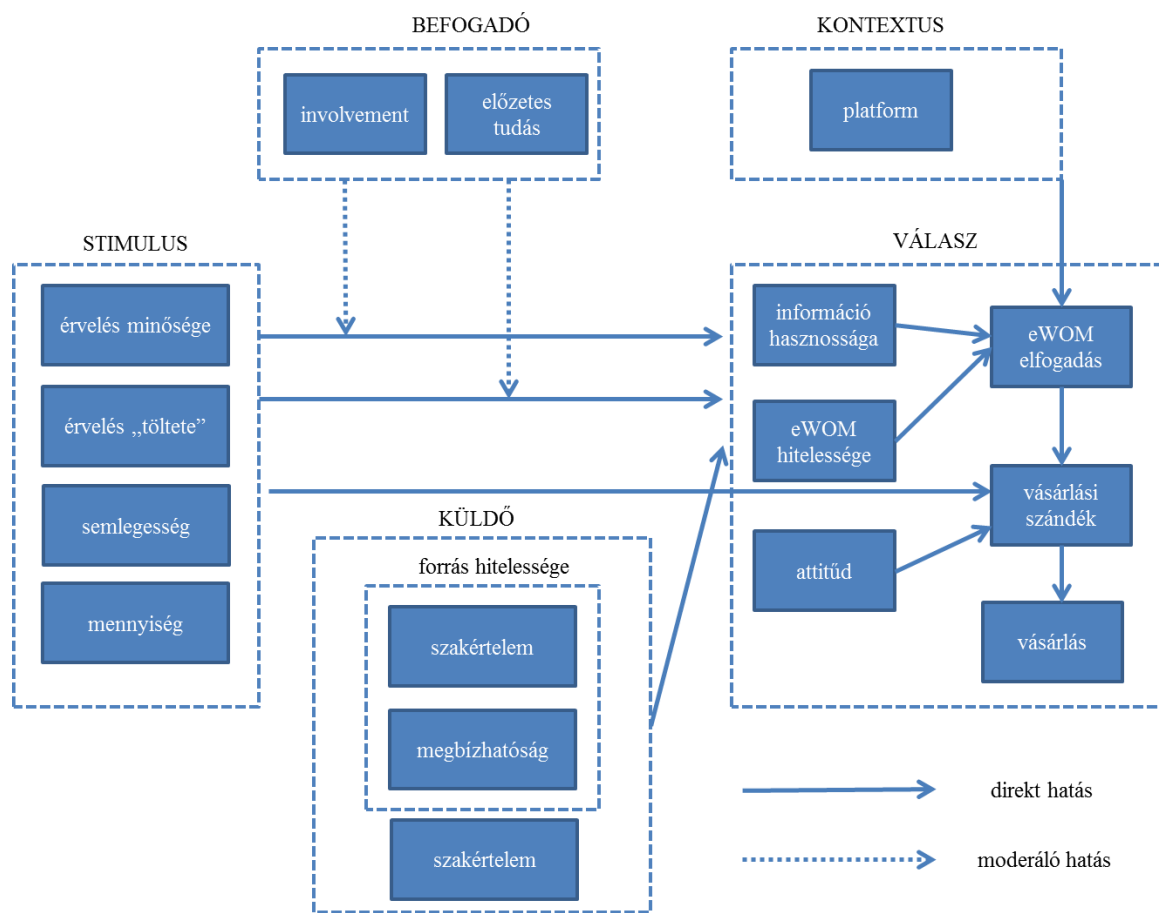 BEFOGADÓ
involvement
előzetes
tudás
KONTEXTUS
platform
STIMULUS
érvelés minősége
érvelés „töltete”
semlegesség
mennyiség
KÜLDŐ
forrás hitelessége
szakértelem
megbízhatóság
szakértelem
VÁLASZ
információ
hasznossága
eWOM
hitelessége
attitűd
eWOM
elfogadás
vásárlási
szándék
vásárlás
direkt hatás
moderáló hatás